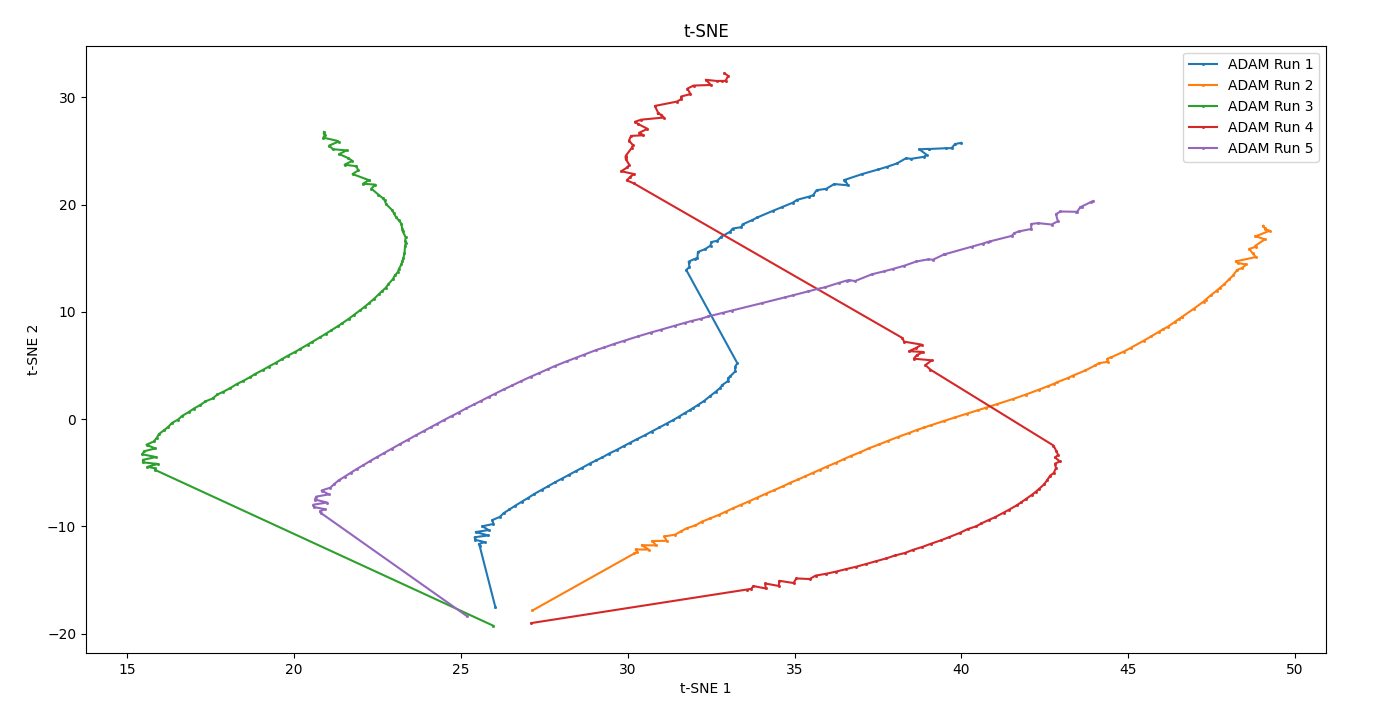 t-SNE
ADAM Run 1
ADAM Run 2
ADAM Run 3
ADAM Run 4
ADAM Run 5
30
20
10
0
−10
−20
t-SNE 2
15 20 25 30 35 40 45 50
t-SNE 1